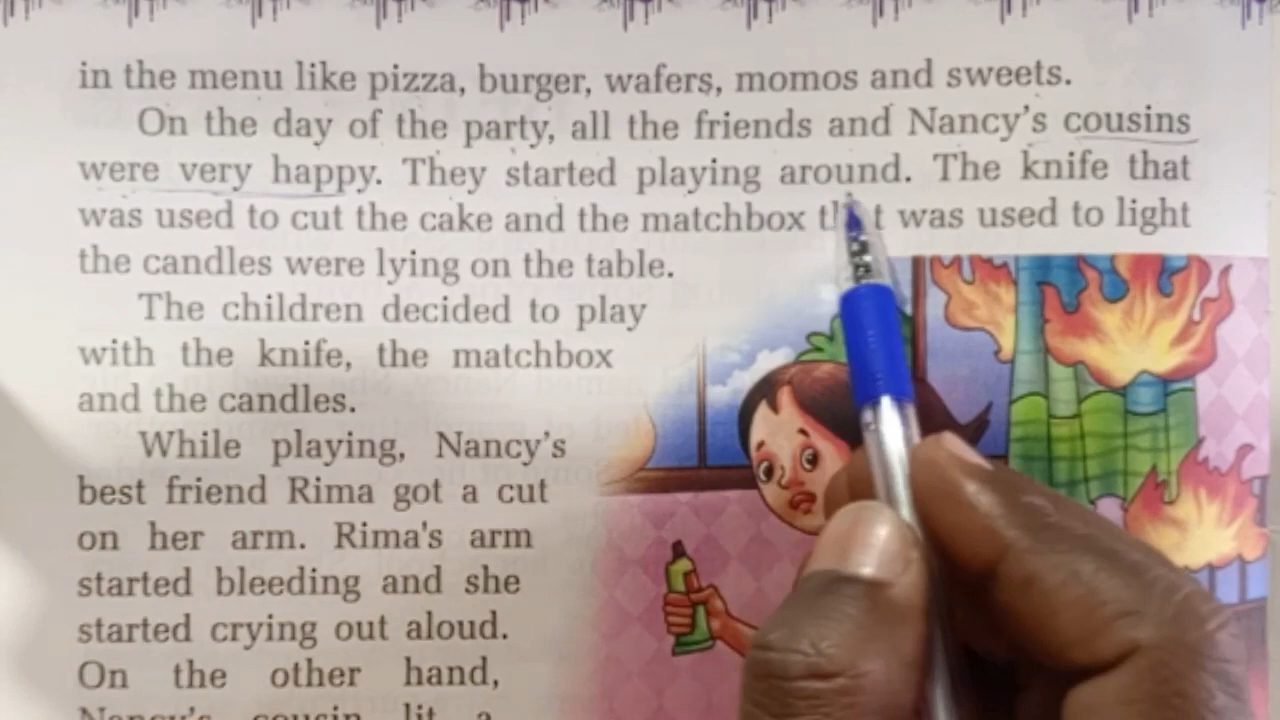 in the menu like pizza, burger, wafers, momos and sweets.
On the day of the party, all the friends and Nancy's cousins
were very happy. They started playing around. The knife that
was used to cut the cake and the matchbox that was used to light
the candles were lying on the table.
The children decided to play
with the knife, the matchbox
and the candles.
While playing, Nancy's
best friend Rima got a cut
on her arm. Rima's arm
started bleeding and she
started crying out aloud.
On the other hand,
Nancy's cousin lit a